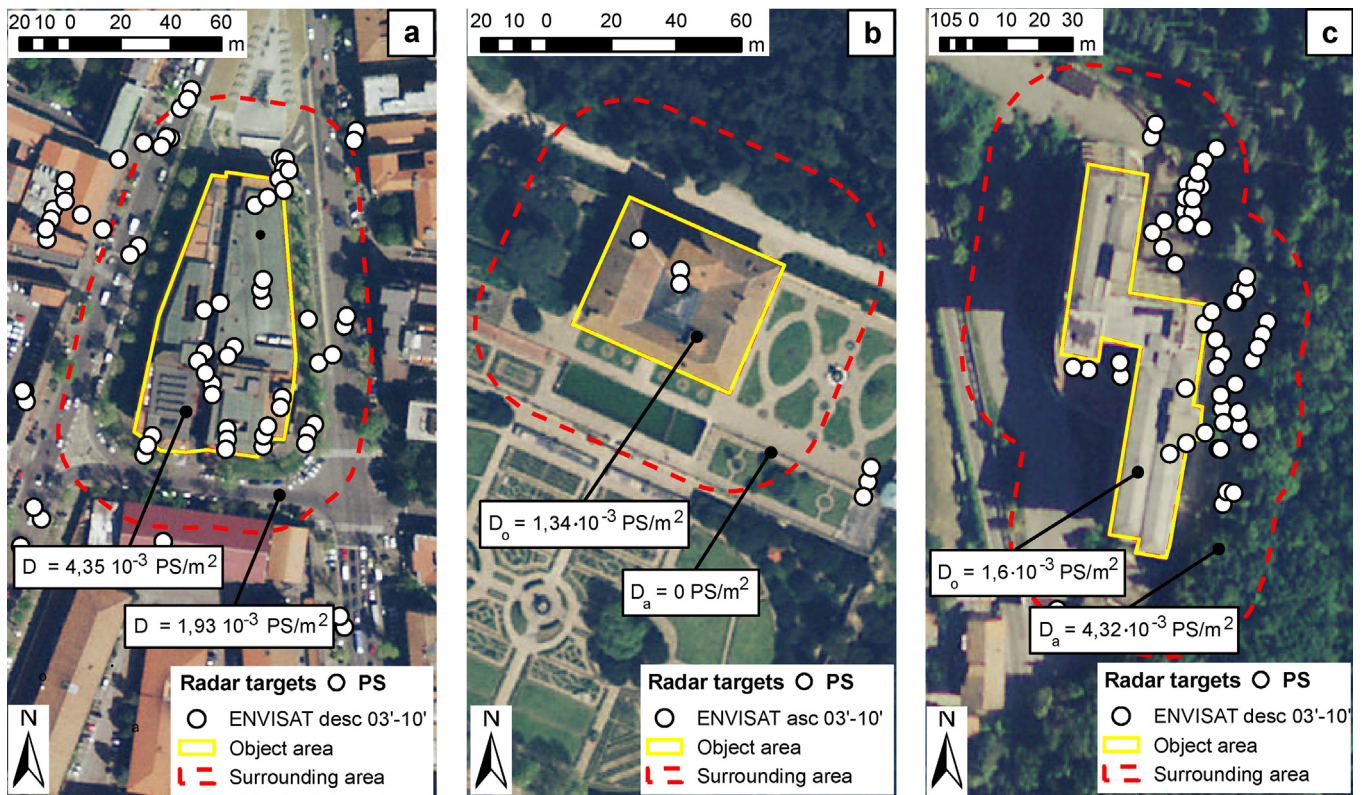 20 10 0 20 40 60
m
a
D = 4,35 10-3 PS/m2
D = 1,93 10-3 PS/m2
o
a
N
Radar targets PS
ENVISAT desc 03'-10'
Object area
Surrounding area
20 10 0 20 40 60
m
b
Do = 1,34·10-3 PS/m2
Da = 0 PS/m2
N
Radar targets PS
ENVISAT asc 03'-10'
Object area
Surrounding area
105 0 10 20 30
m
c
Do = 1,6·10-3 PS/m2
Da = 4,32·10-3 PS/m2
N
Radar targets PS
ENVISAT desc 03'-10'
Object area
Surrounding area